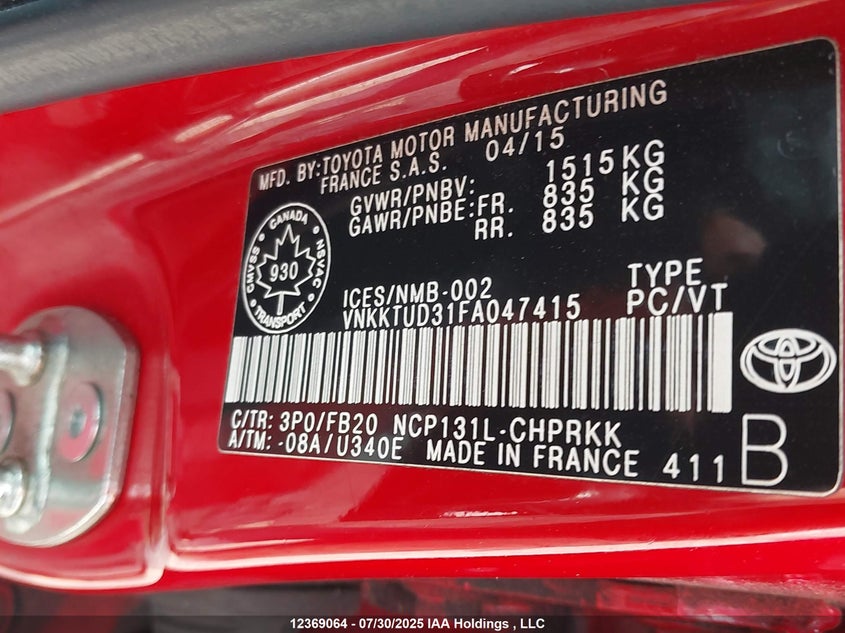 MFD. BY:TOYOTA MOTOR MANUFACTURING
FRANCE S.A.S. 04/15
GVWR/PNBV: 1515 KG
GAWR/PNBE:FR. 835 KG
RR. 835 KG
CANADA
CMVSS
NSVAC
930
TRANSPORT
ICES/NMB-002
VNKKTUD31FA047415
TYPE
PC/VT
C/TR: 3P0/FB20 NCP131L-CHPRKK
A/TM: -08A/U340E MADE IN FRANCE 411 B
12369064 - 07/30/2025 IAA Holdings , LLC